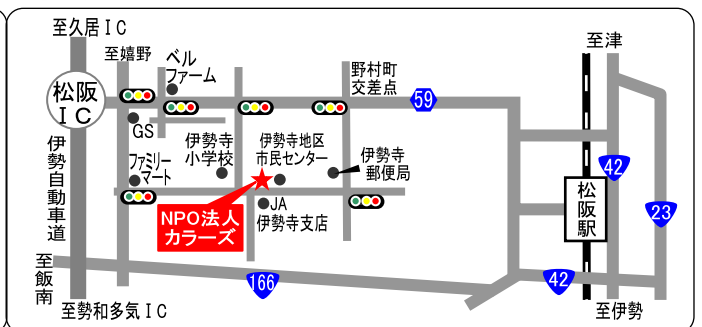 至久居IC
至嬉野
ベル
ファーム
野村町
交差点
至津
松阪
IC
59
GS
伊勢寺
小学校
伊勢寺地区
市民センター
伊勢寺
郵便局
ファミリー
マート
42
伊勢自動車道
NPO法人
カラーズ
JA
伊勢寺支店
松阪駅
23
至飯南
166
42
至勢和多気IC
至伊勢